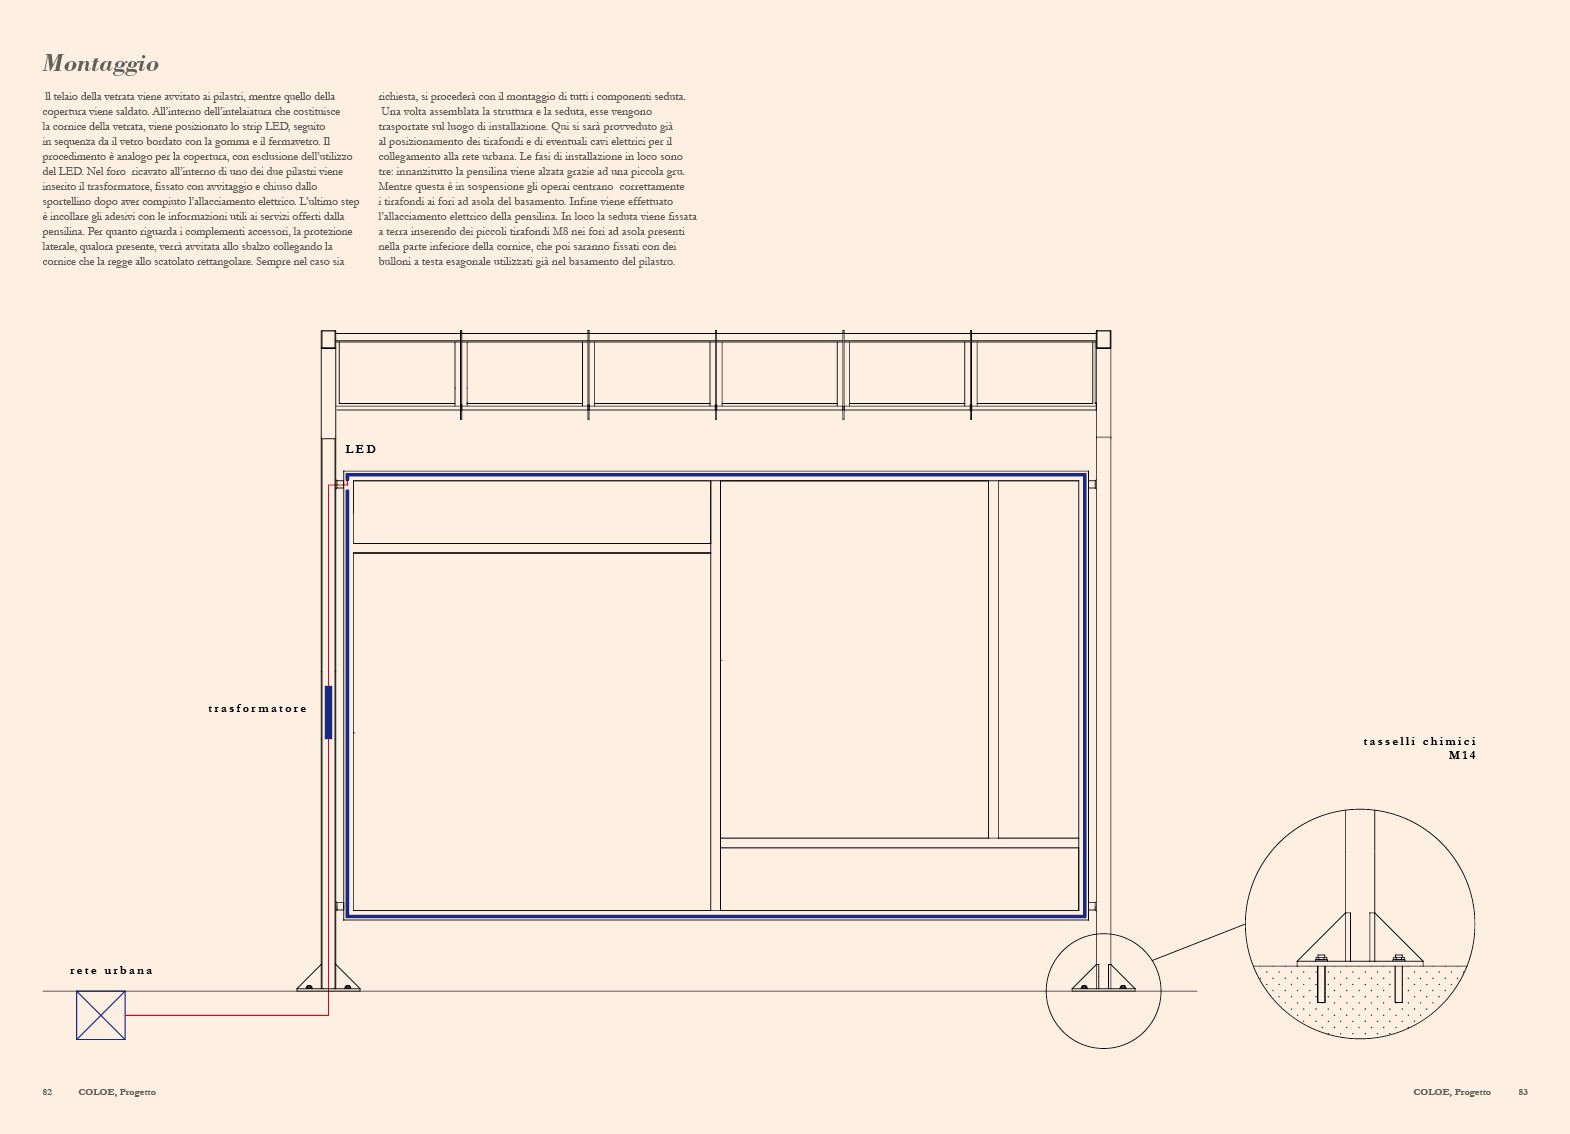 Montaggio
Il telaio della vetrata viene avvitato ai pilastri, mentre quello della
copertura viene saldato. All'interno dell'intelaiatura che costituisce
la cornice della vetrata, viene posizionato lo strip LED, seguito
in sequenza da il vetro bordato con la gomma e il fermavetro. Il
procedimento è analogo per la copertura, con esclusione dell'utilizzo
del LED. Nel foro ricavato all'interno di uno dei due pilastri viene
inserito il trasformatore, fissato con avvitaggio e chiuso dallo
sportellino dopo aver compiuto l'allacciamento elettrico. L'ultimo step
è incollare gli adesivi con le informazioni utili ai servizi offerti dalla
pensilina. Per quanto riguarda i complementi accessori, la protezione
laterale, qualora presente, verrà avvitata allo sbalzo collegando la
cornice che la regge allo scatolato rettangolare. Sempre nel caso sia
richiesta, si procederà con il montaggio di tutti i componenti seduta.
Una volta assemblata la struttura e la seduta, esse vengono
trasportate sul luogo di installazione. Qui si sarà provveduto già
al posizionamento dei tirafondi e di eventuali cavi elettrici per il
collegamento alla rete urbana. Le fasi di installazione in loco sono
tre: innanzitutto la pensilina viene alzata grazie ad una piccola gru.
Mentre questa è in sospensione gli operai centrano correttamente
i tirafondi ai fori ad asola del basamento. Infine viene effettuato
l'allacciamento elettrico della pensilina. In loco la seduta viene fissata
a terra inserendo dei piccoli tirafondi M8 nei fori ad asola presenti
nella parte inferiore della cornice, che poi saranno fissati con dei
bulloni a testa esagonale utilizzati già nel basamento del pilastro.
LED
trasformatore
tasselli chimici
M14
rete urbana
82 COLOE, Progetto
COLOE, Progetto 83